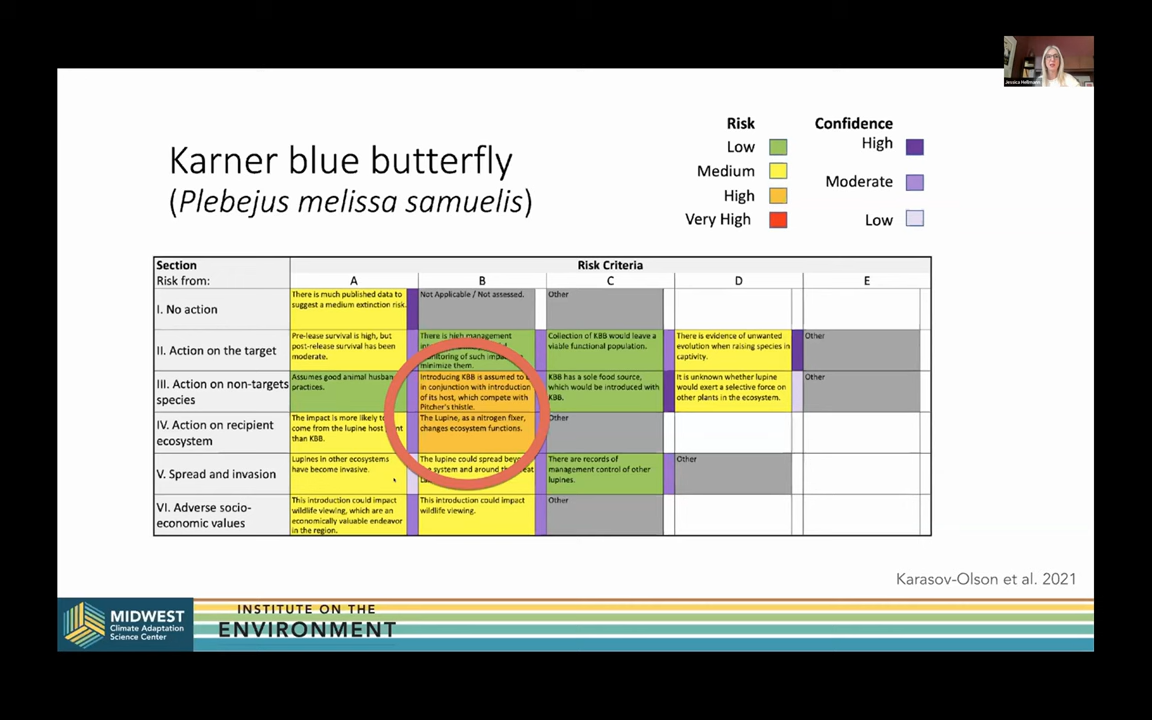 Jessica Hellmann
Karner blue butterfly
(Plebejus melissa samuelis)
Risk
Low
Medium
High
Very High
Confidence
High
Moderate
Low
Section
Risk Criteria
Risk from:
A
B
C
D
E
I. No action
There is much published data to
suggest a medium extinction risk.
Not Applicable / Not assessed.
Other
II. Action on the target
Pre-lease survival is high, but
post-release survival has been
moderate.
There is high management
monitoring of such
minimize them.
Collection of KBB would leave a
viable functional population.
There is evidence of unwanted
evolution when raising species in
captivity.
Other
III. Action on non-targets
species
Assumes good animal husban
practices.
Introducing KBB is assumed to
in conjunction with introduction
of its host, which compete with
Pitcher's thistle.
KBB has a sole food source,
which would be introduced with
KBB.
It is unknown whether lupine
would exert a selective force on
other plants in the ecosystem.
Other
IV. Action on recipient
ecosystem
The impact is more likely to
come from the lupine host
than KBB.
The Lupine, as a nitrogen fixer,
changes ecosystem functions.
Other
V. Spread and invasion
Lupines in other ecosystems
have become invasive.
The lupine could spread
system and around the
There are records of
management control of other
lupines.
Other
VI. Adverse socio-
economic values
This introduction could impact
wildlife viewing, which are an
economically valuable endeavor
in the region.
This introduction could impact
wildlife viewing.
Other
Karasov-Olson et al. 2021
MIDWEST
Climate Adaptation
Science Center
INSTITUTE ON THE
ENVIRONMENT